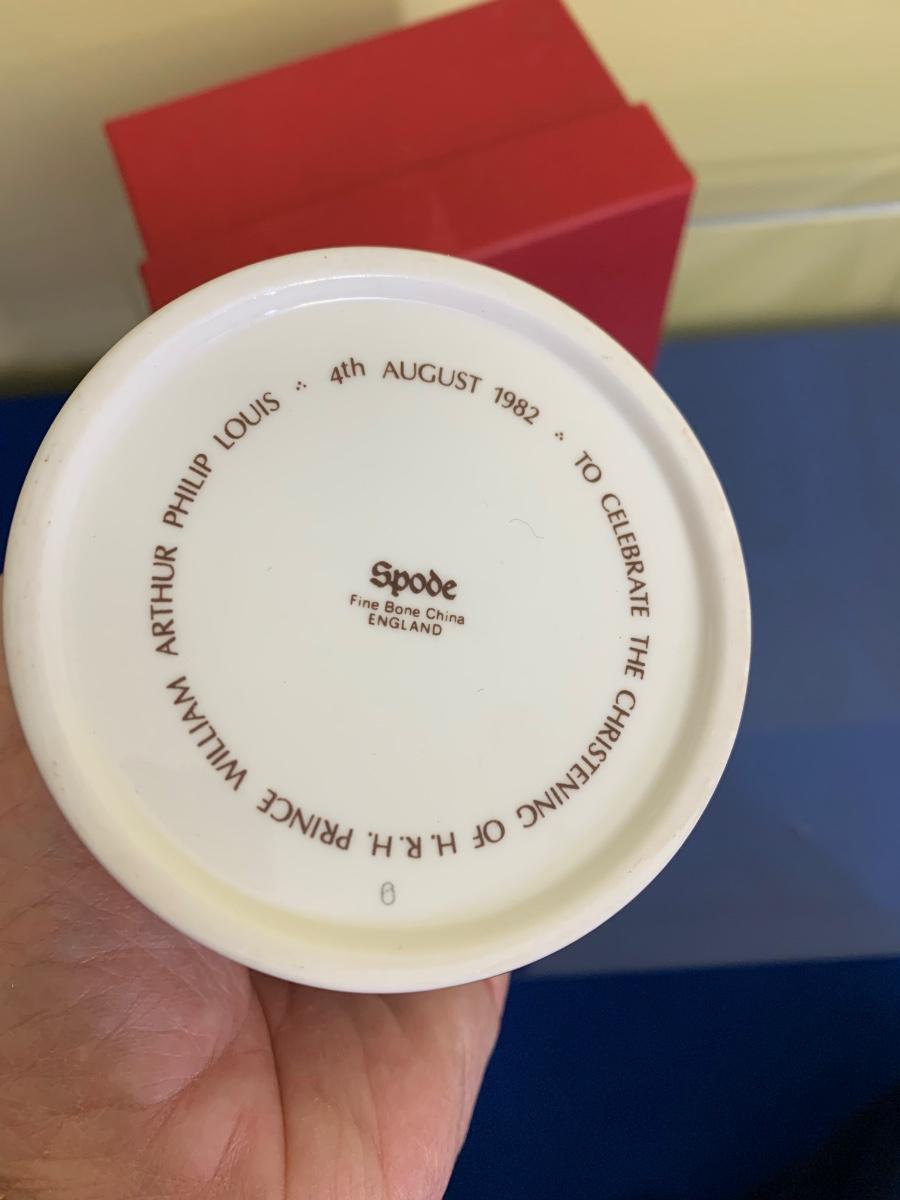 TO CELEBRATE THE CHRISTENING OF H.R.H. PRINCE WILLIAM ARTHUR PHILIP LOUIS ∴ 4th AUGUST 1982 ∴
Spode
Fine Bone China
ENGLAND
6